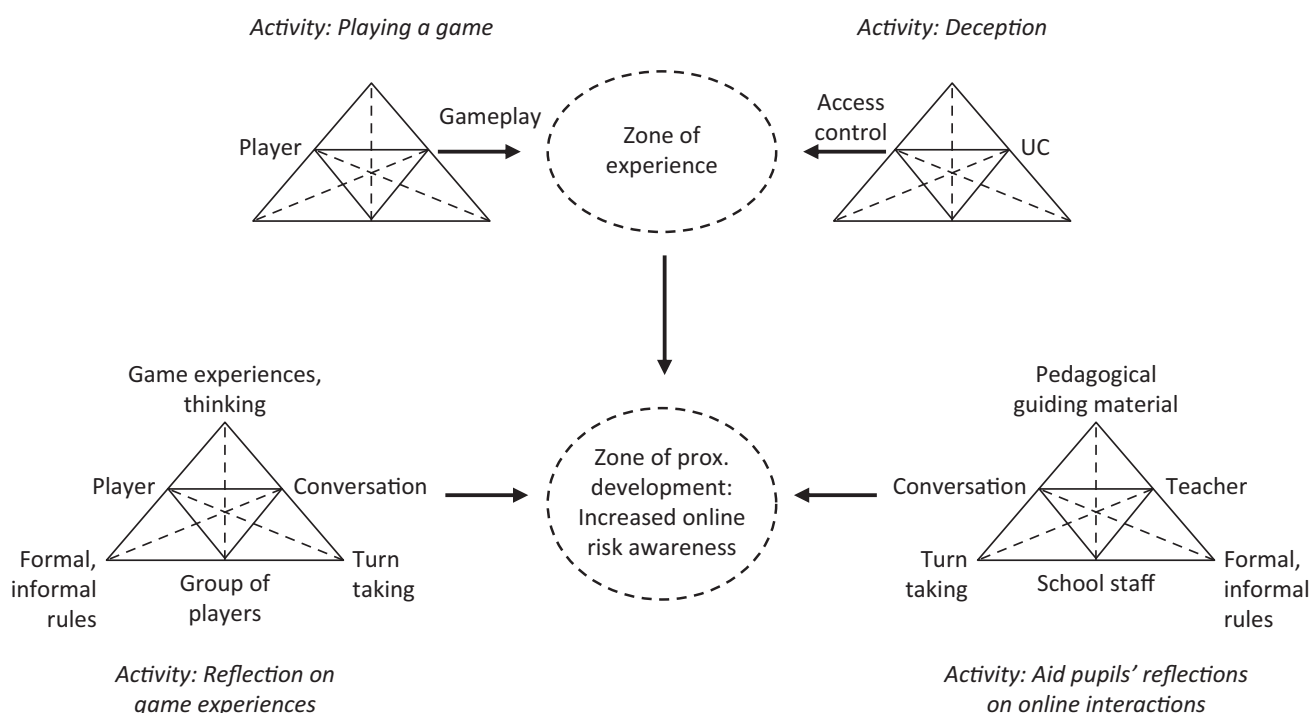 Activity: Playing a game
Activity: Deception
Gameplay
Player
Zone of
experience
Access
control
UC
Game experiences,
thinking
Player
Conversation
Formal,
informal
rules
Group of
players
Turn
taking
Zone of prox.
development:
Increased online
risk awareness
Pedagogical
guiding material
Conversation
Teacher
Turn
taking
School staff
Formal,
informal
rules
Activity: Reflection on
game experiences
Activity: Aid pupils’ reflections
on online interactions